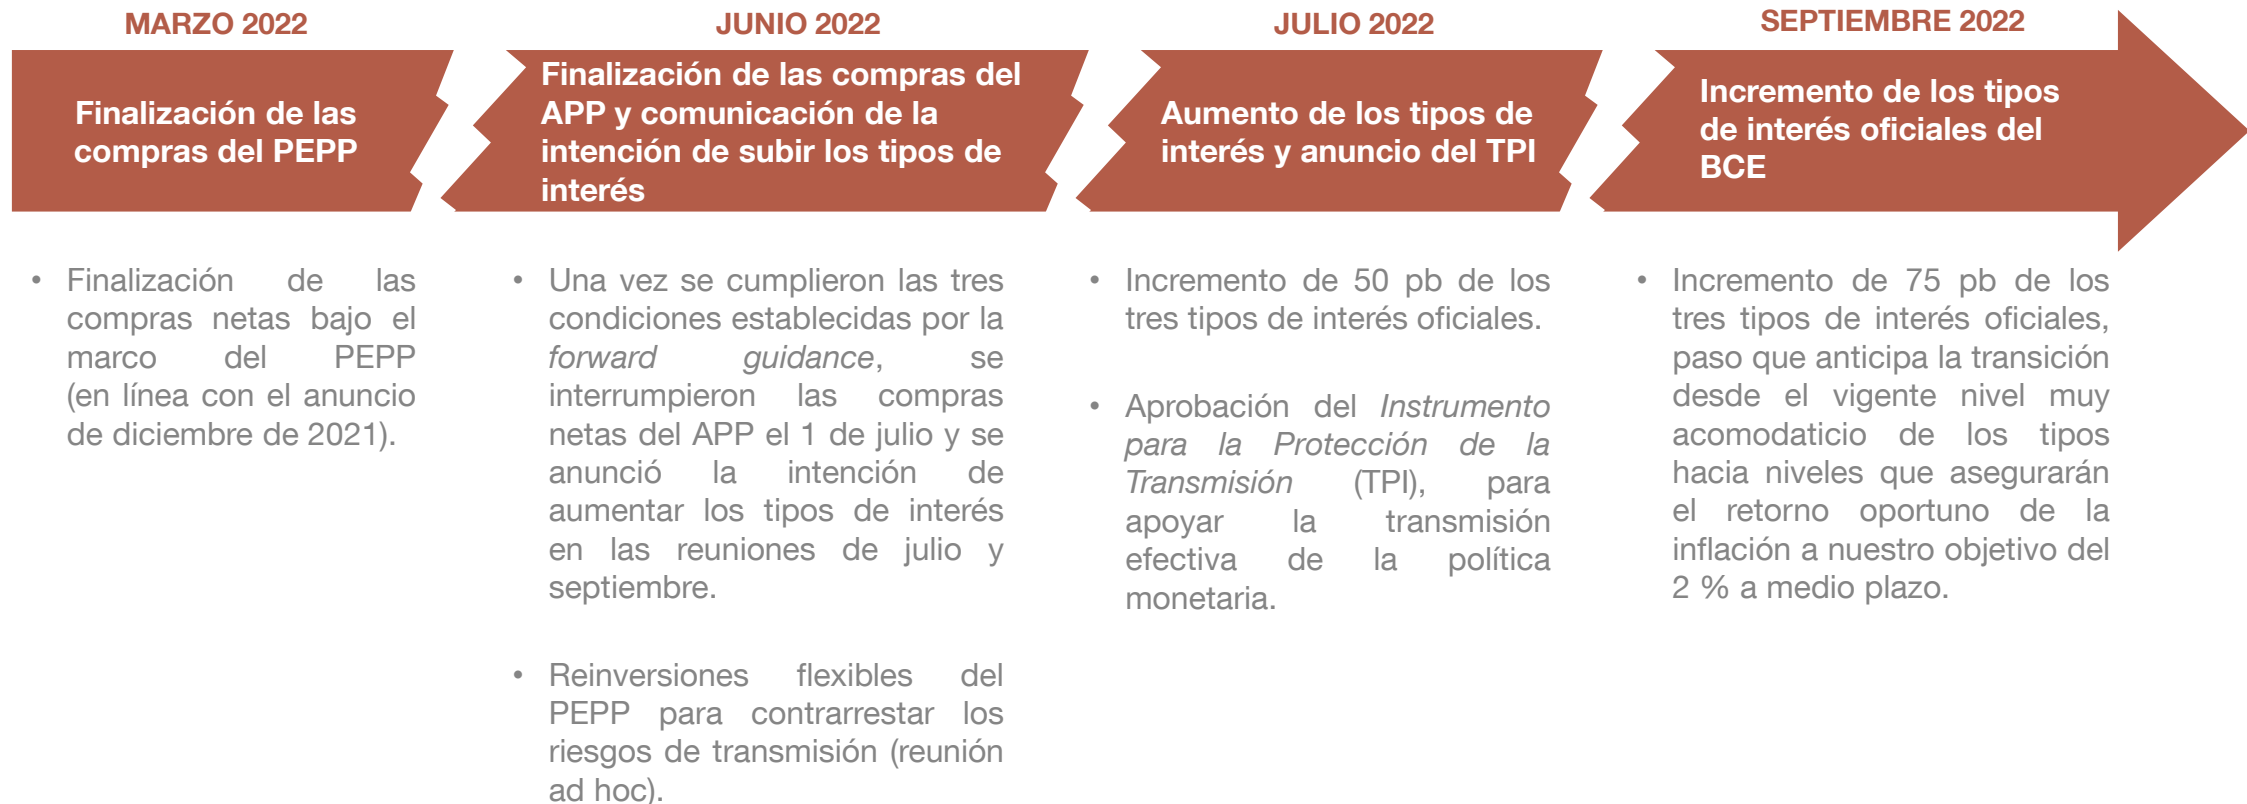 MARZO 2022
Finalización de las
compras del PEPP
• Finalización de las
compras netas bajo el
marco del PEPP
(en línea con el anuncio
de diciembre de 2021).
JUNIO 2022
Finalización de las compras del
APP y comunicación de la
intención de subir los tipos de
interés
• Una vez se cumplieron las tres
condiciones establecidas por la
forward guidance, se
interrumpieron las compras
netas del APP el 1 de julio y se
anunció la intención de
aumentar los tipos de interés
en las reuniones de julio y
septiembre.
• Reinversiones flexibles del
PEPP para contrarrestar los
riesgos de transmisión (reunión
ad hoc).
JULIO 2022
Aumento de los tipos de
interés y anuncio del TPI
• Incremento de 50 pb de los
tres tipos de interés oficiales.
• Aprobación del Instrumento
para la Protección de la
Transmisión (TPI), para
apoyar la transmisión
efectiva de la política
monetaria.
SEPTIEMBRE 2022
Incremento de los tipos
de interés oficiales del
BCE
• Incremento de 75 pb de los
tres tipos de interés oficiales,
paso que anticipa la transición
desde el vigente nivel muy
acomodaticio de los tipos
hacia niveles que asegurarán
el retorno oportuno de la
inflación a nuestro objetivo del
2 % a medio plazo.